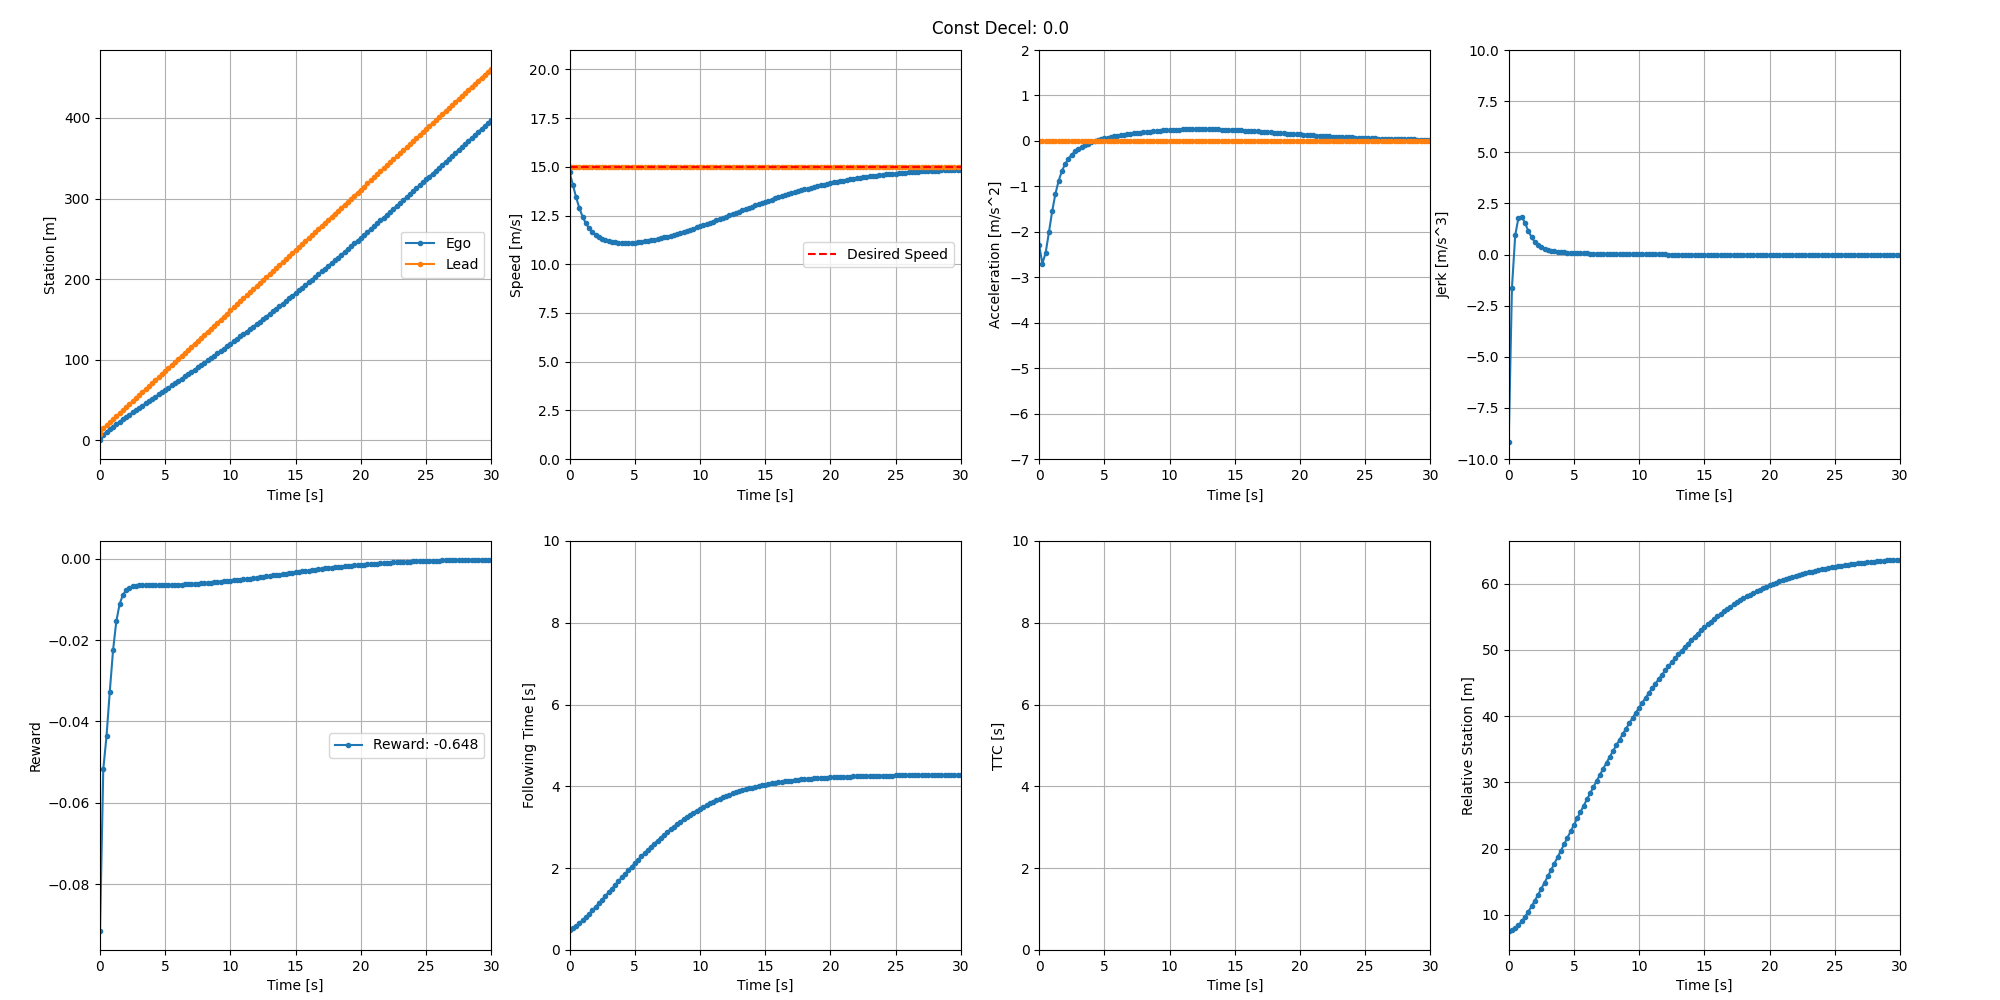 Const Decel: 0.0
Station [m]
400
300
200
100
0
0 5 10 15 20 25 30
Time [s]
Ego
Lead
Speed [m/s]
20.0
17.5
15.0
12.5
10.0
7.5
5.0
2.5
0.0
0 5 10 15 20 25 30
Time [s]
Desired Speed
Acceleration [m/s^2]
2
1
0
−1
−2
−3
−4
−5
−6
−7
0 5 10 15 20 25 30
Time [s]
Jerk [m/s^3]
10.0
7.5
5.0
2.5
0.0
−2.5
−5.0
−7.5
−10.0
0 5 10 15 20 25 30
Time [s]
Reward
0.00
−0.02
−0.04
−0.06
−0.08
0 5 10 15 20 25 30
Time [s]
Reward: -0.648
Following Time [s]
10
8
6
4
2
0
0 5 10 15 20 25 30
Time [s]
TTC [s]
10
8
6
4
2
0
0 5 10 15 20 25 30
Time [s]
Relative Station [m]
60
50
40
30
20
10
0 5 10 15 20 25 30
Time [s]